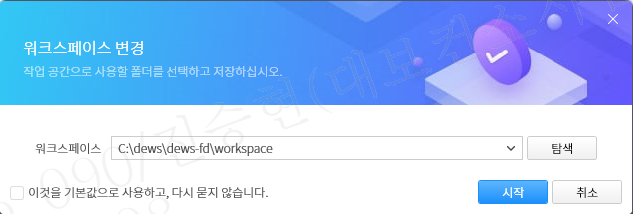 워크스페이스 변경
작업 공간으로 사용할 폴더를 선택하고 저장하십시오.
워크스페이스 C:\dews\dews-fd\workspace 탐색
이것을 기본값으로 사용하고, 다시 묻지 않습니다. 시작 취소